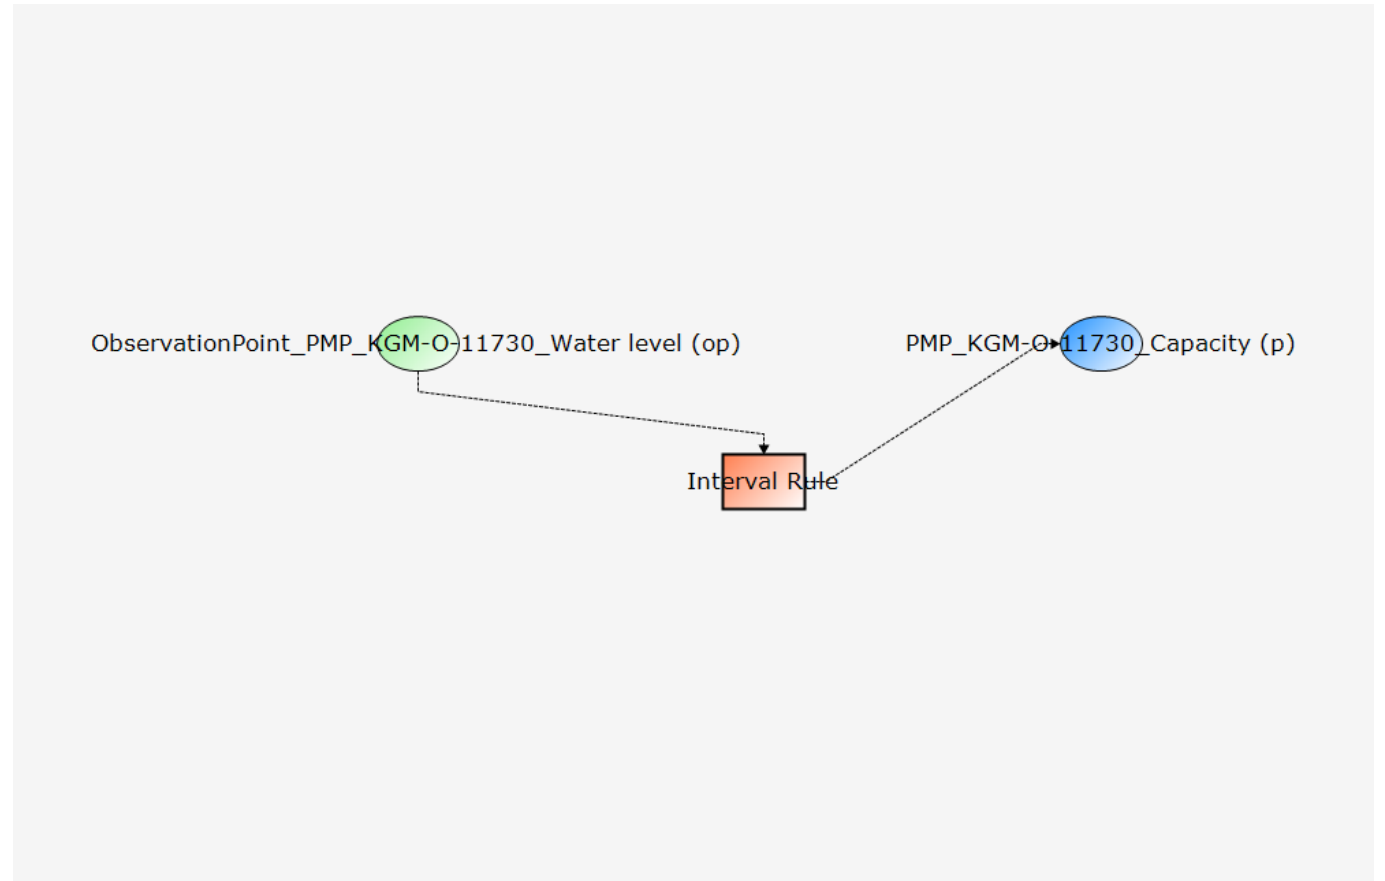 ObservationPoint_PMP_KGM-O-11730_Water level (op)
PMP_KGM-O-11730_Capacity (p)
Interval Rule